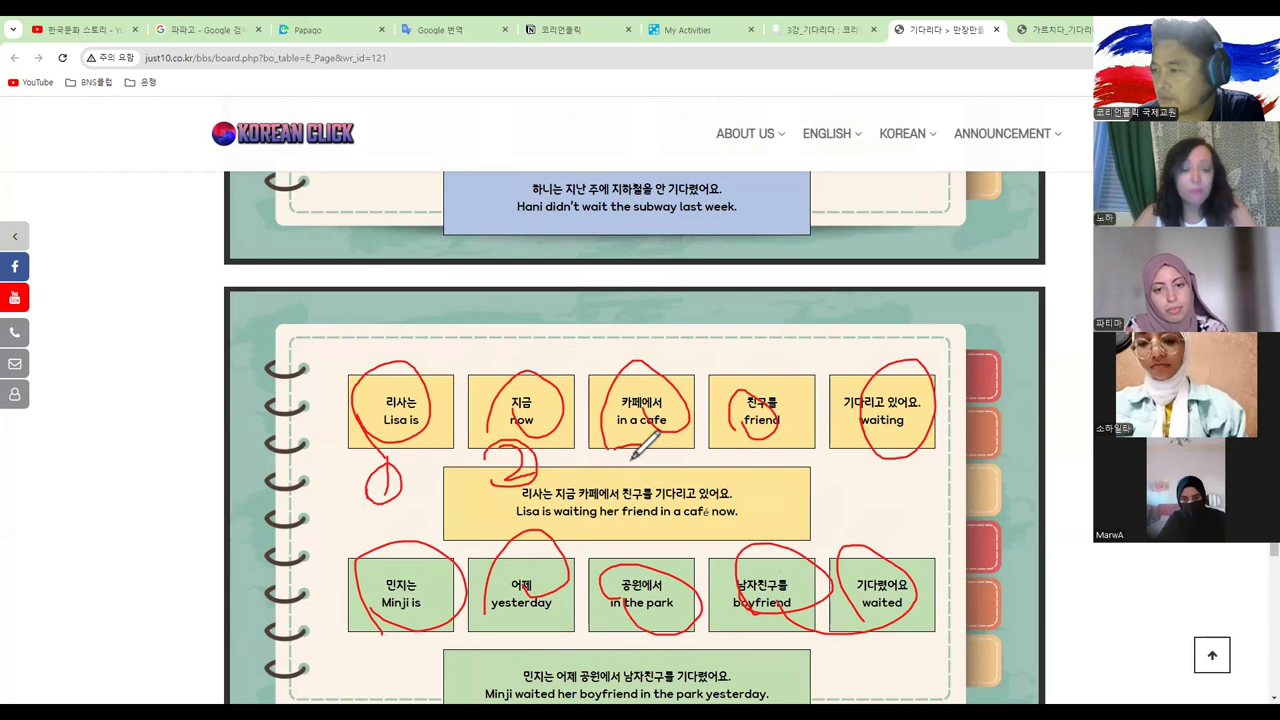 한국문화 스토리 - Yo
파파고 - Google 검색
Papago
Google 번역
코리안클릭
My Activities
3강_기다리다 : 코리
기다리다 > 만장만
가르치다_기다리
주의 요함
just10.co.kr/bbs/board.php?bo_table=E_Page&wr_id=121
YouTube
BNS클럽
은행
KOREAN CLICK
ABOUT US
ENGLISH
KOREAN
ANNOUNCEMENT
하니는 지난 주에 지하철을 안 기다렸어요.
Hani didn't wait the subway last week.
리사는
Lisa is
지금
now
카페에서
in a cafe
친구를
friend
기다리고 있어요.
waiting
1
2
리사는 지금 카페에서 친구를 기다리고 있어요.
Lisa is waiting her friend in a café now.
민지는
Minji is
어제
yesterday
공원에서
in the park
남자친구를
boyfriend
기다렸어요
waited
민지는 어제 공원에서 남자친구를 기다렸어요.
Minji waited her boyfriend in the park yesterday.
코리안클릭 국제교원
노하
파티마
소하일라
MarwA